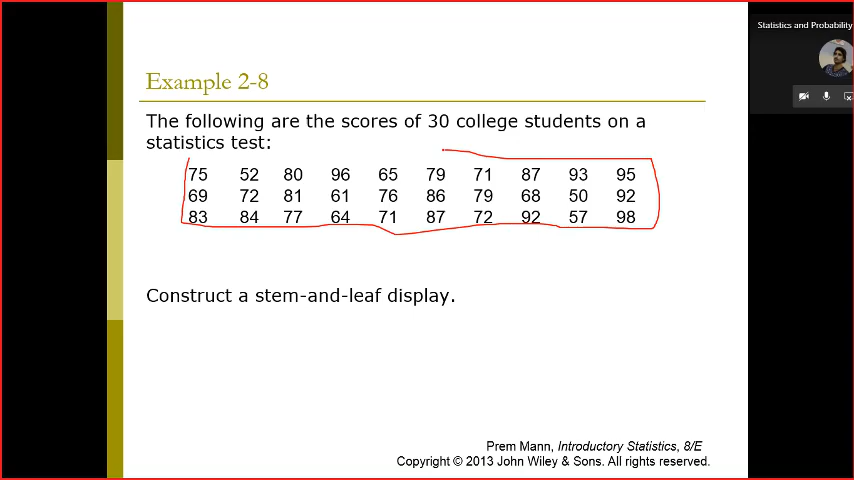 Statistics and Probability
Example 2-8
The following are the scores of 30 college students on a
statistics test:
75 52 80 96 65 79 71 87 93 95
69 72 81 61 76 86 79 68 50 92
83 84 77 64 71 87 72 92 57 98
Construct a stem-and-leaf display.
Prem Mann, Introductory Statistics, 8/E
Copyright © 2013 John Wiley & Sons. All rights reserved.